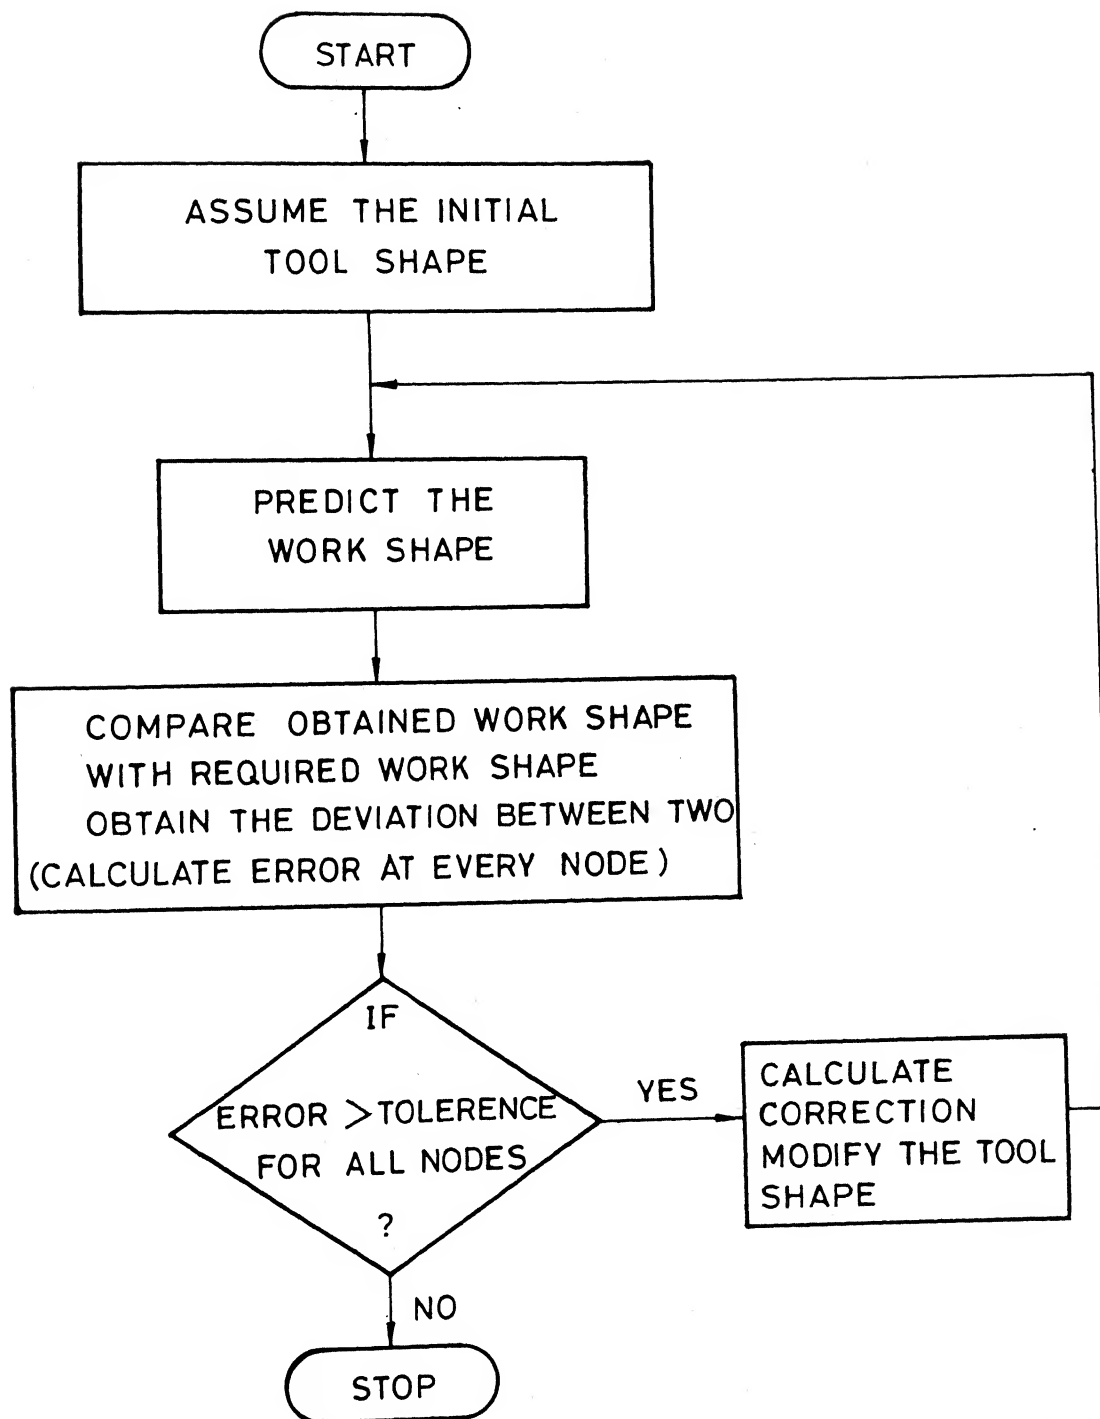 START
ASSUME THE INITIAL
TOOL SHAPE
PREDICT THE
WORK SHAPE
COMPARE OBTAINED WORK SHAPE
WITH REQUIRED WORK SHAPE
OBTAIN THE DEVIATION BETWEEN TWO
(CALCULATE ERROR AT EVERY NODE)
IF
ERROR > TOLERENCE
FOR ALL NODES
?
YES
CALCULATE
CORRECTION
MODIFY THE TOOL
SHAPE
NO
STOP